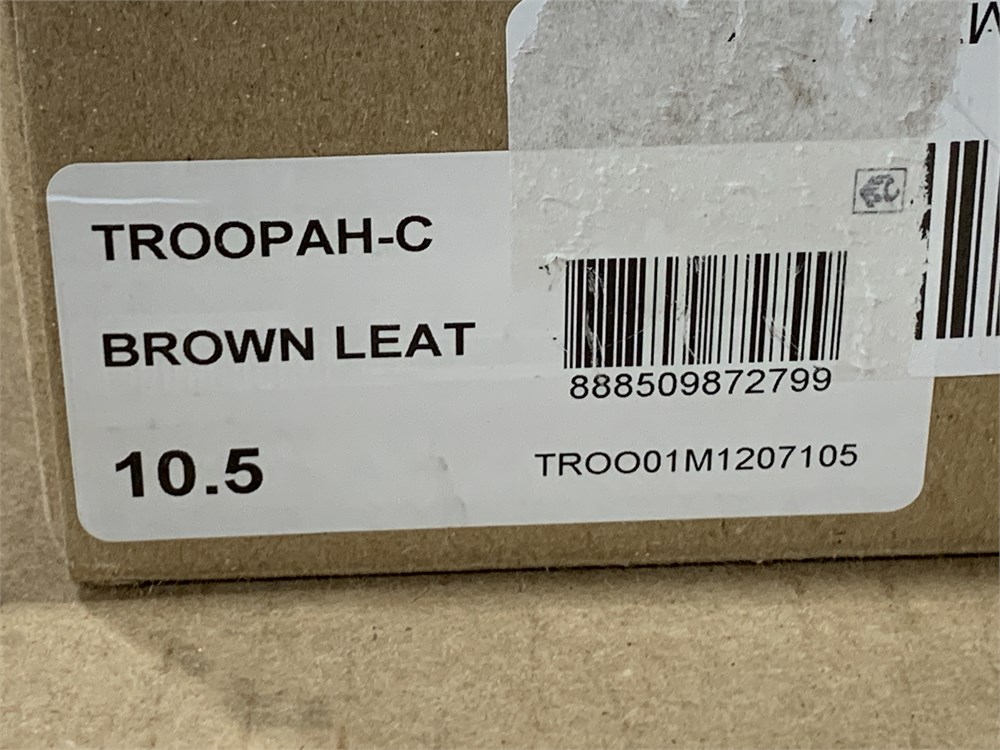 TROOPAH-C
BROWN LEAT
10.5
888509872799
TROO01M1207105